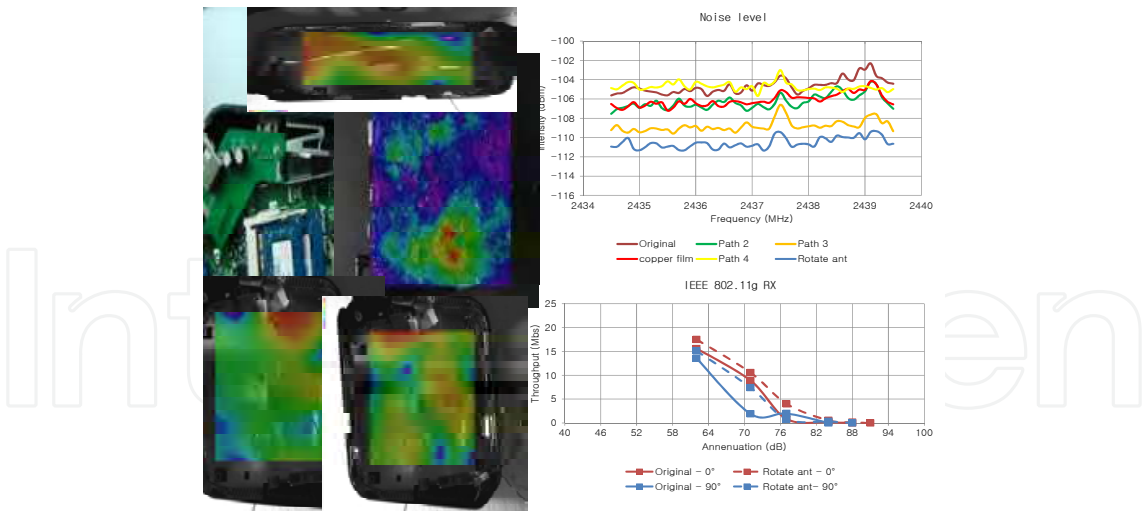 Noise level
-100
-102
-104
-106
-108
-110
-112
-114
-116
2434
2435
2436
2437
2438
2439
2440
Frequency (MHz)
Original
Path 2
Path 3
copper film
Path 4
Rotate ant
IEEE 802.11g RX
Throughput (Mbs)
25
20
15
10
5
0
40
46
52
58
64
70
76
82
88
94
100
Annenuation (dB)
Original - 0°
Rotate ant - 0°
Original - 90°
Rotate ant- 90°